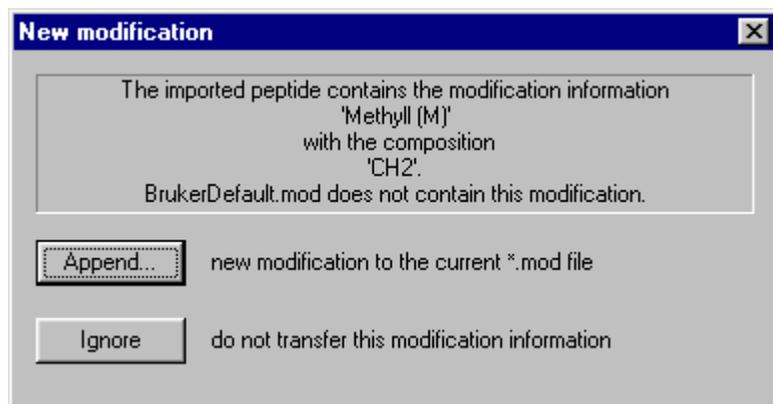 New modification
The imported peptide contains the modification information
'Methyll (M)'
with the composition
'CH2'.
BrukerDefault.mod does not contain this modification.
Append... new modification to the current *.mod file
Ignore do not transfer this modification information